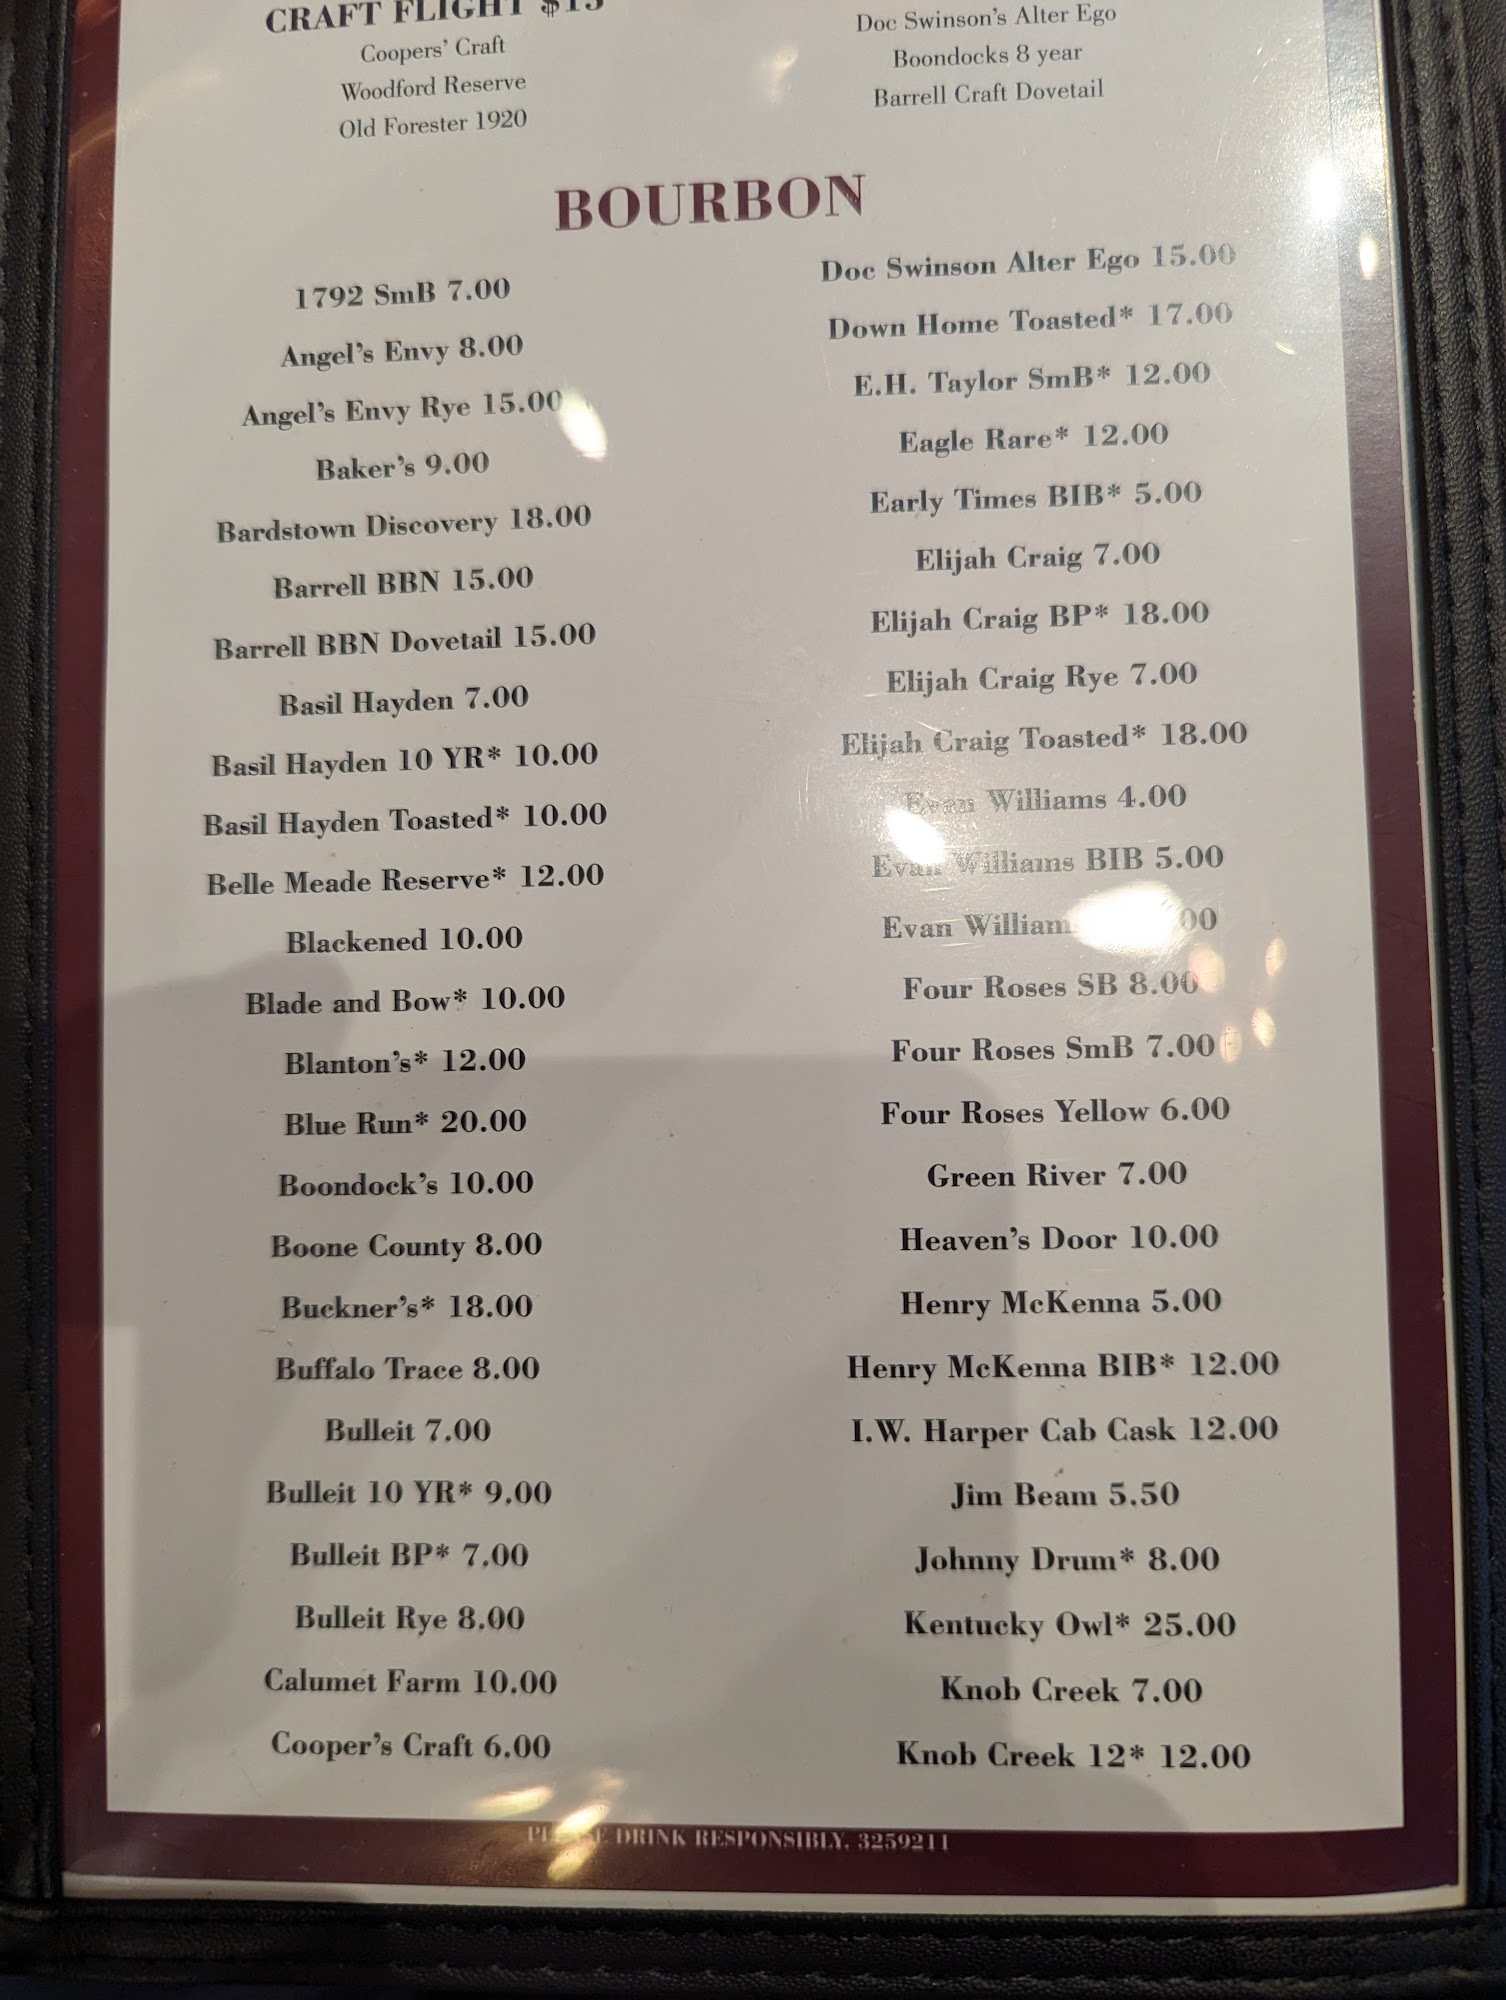 CRAFT FLIGHT $15
Coopers' Craft
Woodford Reserve
Old Forester 1920
Doc Swinson's Alter Ego
Boondocks 8 year
Barrell Craft Dovetail
BOURBON
1792 SmB 7.00
Angel's Envy 8.00
Angel's Envy Rye 15.00
Baker's 9.00
Bardstown Discovery 18.00
Barrell BBN 15.00
Barrell BBN Dovetail 15.00
Basil Hayden 7.00
Basil Hayden 10 YR* 10.00
Basil Hayden Toasted* 10.00
Belle Meade Reserve* 12.00
Blackened 10.00
Blade and Bow* 10.00
Blanton's* 12.00
Blue Run* 20.00
Boondock's 10.00
Boone County 8.00
Buckner's* 18.00
Buffalo Trace 8.00
Bulleit 7.00
Bulleit 10 YR* 9.00
Bulleit BP* 7.00
Bulleit Rye 8.00
Calumet Farm 10.00
Cooper's Craft 6.00
Doc Swinson Alter Ego 15.00
Down Home Toasted* 17.00
E.H. Taylor SmB* 12.00
Eagle Rare* 12.00
Early Times BIB* 5.00
Elijah Craig 7.00
Elijah Craig BP* 18.00
Elijah Craig Rye 7.00
Elijah Craig Toasted* 18.00
Evan Williams 4.00
Evan Williams BIB 5.00
Evan
Four Roses SB 8.00
Four Roses SmB 7.00
Four Roses Yellow 6.00
Green River 7.00
Heaven's Door 10.00
Henry McKenna 5.00
Henry McKenna BIB* 12.00
I.W. Harper Cab Cask 12.00
Jim Beam 5.50
Johnny Drum* 8.00
Kentucky Owl* 25.00
Knob Creek 7.00
Knob Creek 12* 12.00
PLEASE DRINK RESPONSIBLY. 3259211